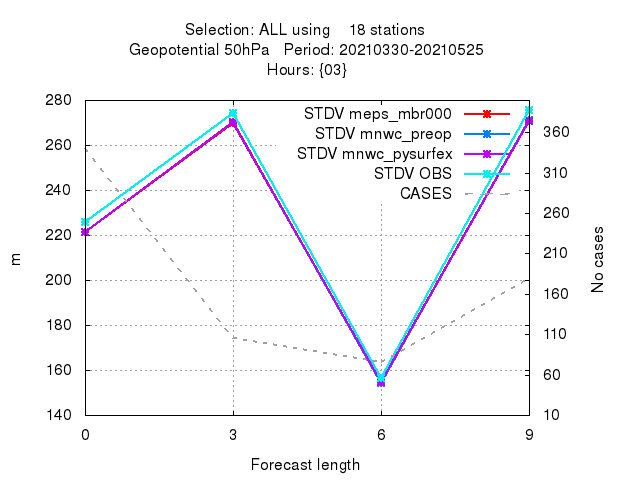 Selection: ALL using    18 stations
Geopotential 50hPa   Period: 20210330-20210525
Hours: {03}
STDV meps_mbr000
STDV mnwc_preop
STDV mnwc_pysurfex
STDV OBS
CASES
280
260
240
220
200
180
160
140
m
360
310
260
210
160
110
60
10
No cases
0 3 6 9
Forecast length